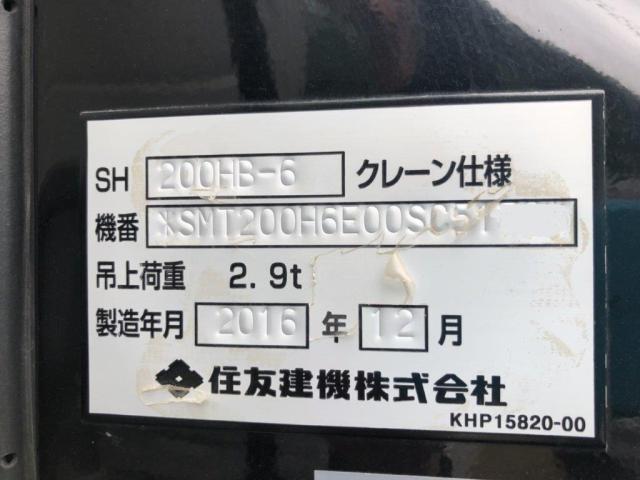 SH 200HB-6 クレーン仕様
機番
吊上荷重 2.9t
製造年月 2016 年 12 月
住友建機株式会社
KHP15820-00